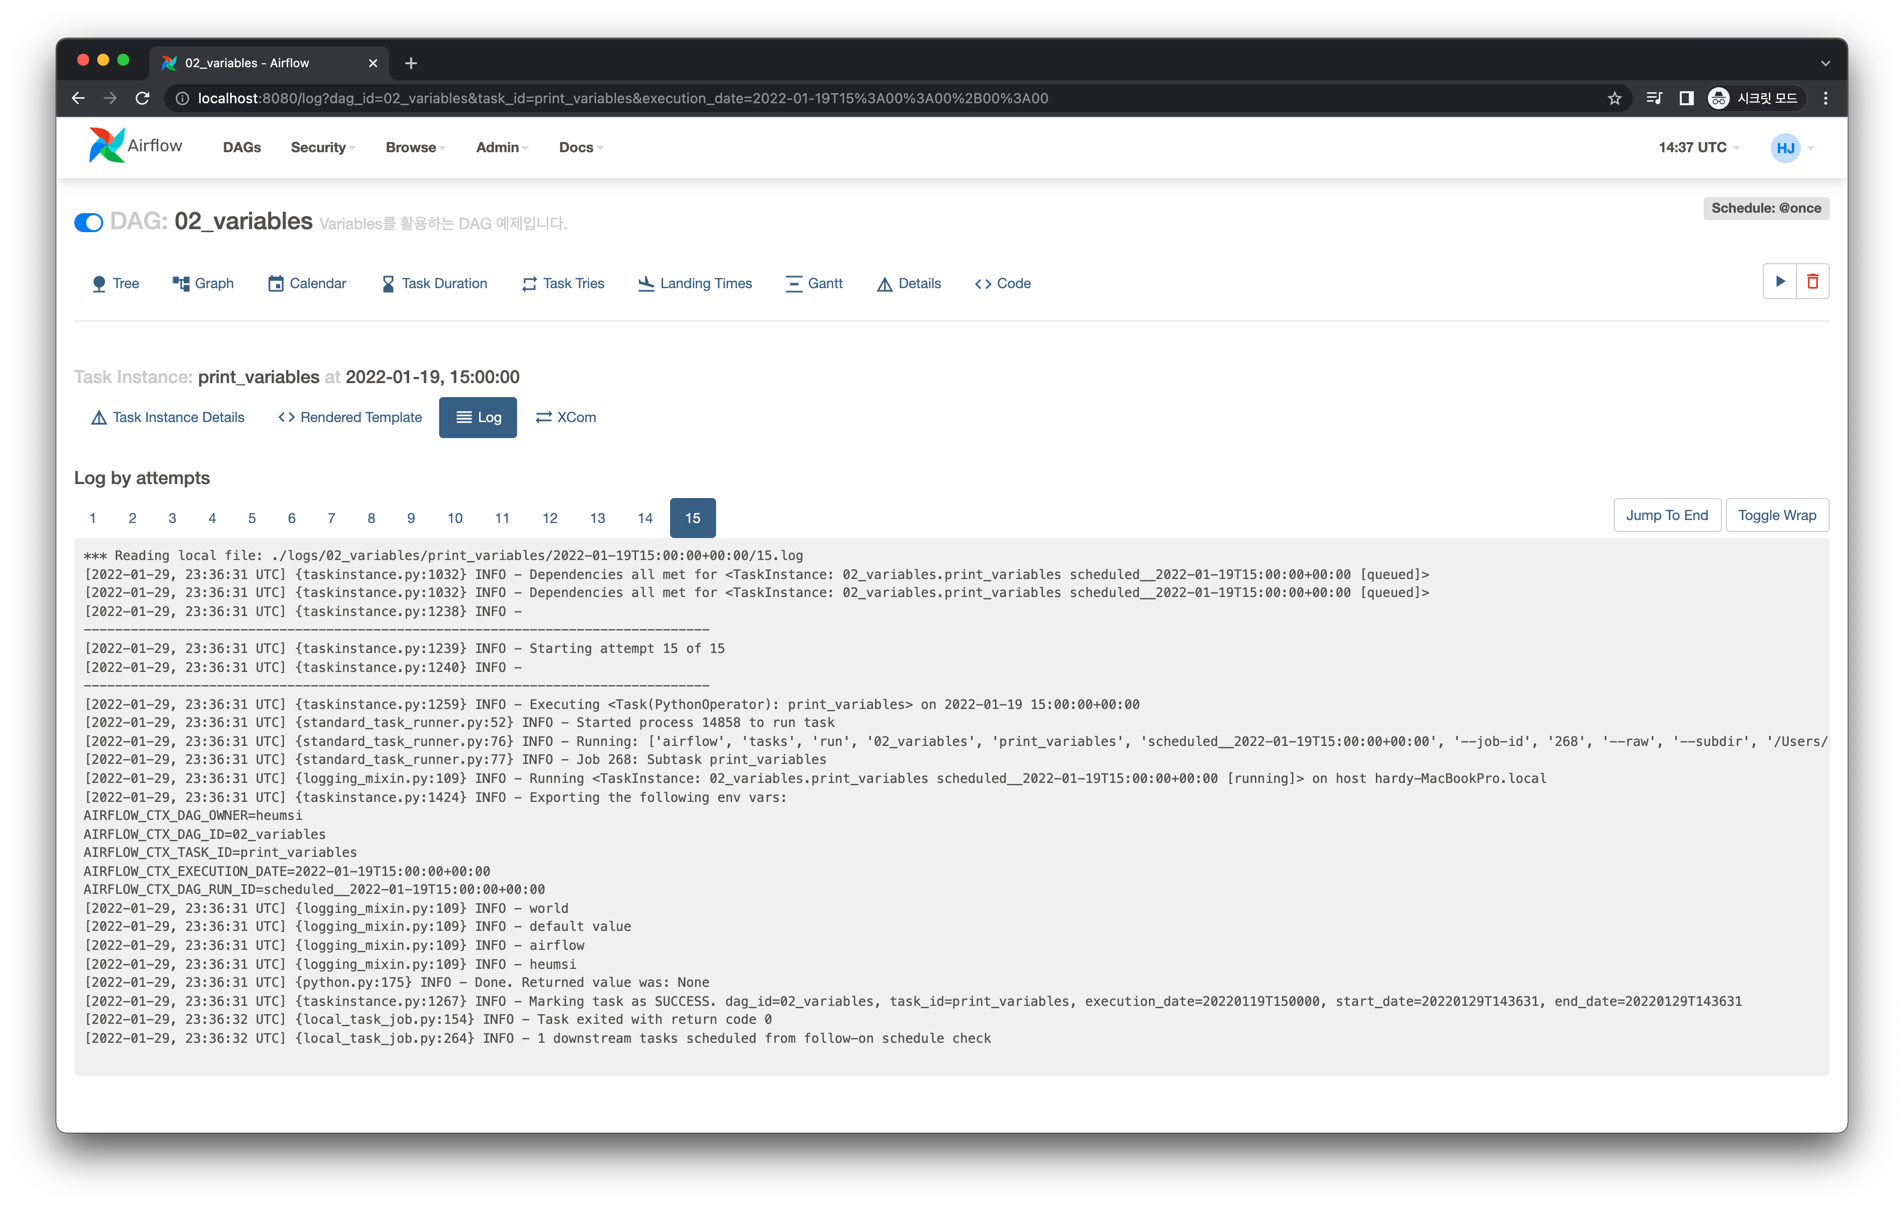 02_variables - Airflow
localhost:8080/log?dag_id=02_variables&task_id=print_variables&execution_date=2022-01-19T15%3A00%3A00%2B00%3A00
시크릿 모드
Airflow DAGs Security Browse Admin Docs 14:37 UTC HJ
Schedule: @once
DAG: 02_variables Variables를 활용하는 DAG 예제입니다.
Tree Graph Calendar Task Duration Task Tries Landing Times Gantt Details <> Code
Task Instance: print_variables at 2022-01-19, 15:00:00
Task Instance Details <> Rendered Template Log XCom
Log by attempts
1 2 3 4 5 6 7 8 9 10 11 12 13 14 15 Jump To End Toggle Wrap
*** Reading local file: ./logs/02_variables/print_variables/2022-01-19T15:00:00+00:00/15.log
[2022-01-29, 23:36:31 UTC] {taskinstance.py:1032} INFO - Dependencies all met for <TaskInstance: 02_variables.print_variables scheduled__2022-01-19T15:00:00+00:00 [queued]>
[2022-01-29, 23:36:31 UTC] {taskinstance.py:1032} INFO - Dependencies all met for <TaskInstance: 02_variables.print_variables scheduled__2022-01-19T15:00:00+00:00 [queued]>
[2022-01-29, 23:36:31 UTC] {taskinstance.py:1238} INFO -
--------------------------------------------------------------------------------
[2022-01-29, 23:36:31 UTC] {taskinstance.py:1239} INFO - Starting attempt 15 of 15
[2022-01-29, 23:36:31 UTC] {taskinstance.py:1240} INFO -
--------------------------------------------------------------------------------
[2022-01-29, 23:36:31 UTC] {taskinstance.py:1259} INFO - Executing <Task(PythonOperator): print_variables> on 2022-01-19 15:00:00+00:00
[2022-01-29, 23:36:31 UTC] {standard_task_runner.py:52} INFO - Started process 14858 to run task
[2022-01-29, 23:36:31 UTC] {standard_task_runner.py:76} INFO - Running: ['airflow', 'tasks', 'run', '02_variables', 'print_variables', 'scheduled__2022-01-19T15:00:00+00:00', '--job-id', '268', '--raw', '--subdir', '/Users/
[2022-01-29, 23:36:31 UTC] {standard_task_runner.py:77} INFO - Job 268: Subtask print_variables
[2022-01-29, 23:36:31 UTC] {logging_mixin.py:109} INFO - Running <TaskInstance: 02_variables.print_variables scheduled__2022-01-19T15:00:00+00:00 [running]> on host hardy-MacBookPro.local
[2022-01-29, 23:36:31 UTC] {taskinstance.py:1424} INFO - Exporting the following env vars:
AIRFLOW_CTX_DAG_OWNER=heumsi
AIRFLOW_CTX_DAG_ID=02_variables
AIRFLOW_CTX_TASK_ID=print_variables
AIRFLOW_CTX_EXECUTION_DATE=2022-01-19T15:00:00+00:00
AIRFLOW_CTX_DAG_RUN_ID=scheduled__2022-01-19T15:00:00+00:00
[2022-01-29, 23:36:31 UTC] {logging_mixin.py:109} INFO - world
[2022-01-29, 23:36:31 UTC] {logging_mixin.py:109} INFO - default value
[2022-01-29, 23:36:31 UTC] {logging_mixin.py:109} INFO - airflow
[2022-01-29, 23:36:31 UTC] {logging_mixin.py:109} INFO - heumsi
[2022-01-29, 23:36:31 UTC] {python.py:175} INFO - Done. Returned value was: None
[2022-01-29, 23:36:31 UTC] {taskinstance.py:1267} INFO - Marking task as SUCCESS. dag_id=02_variables, task_id=print_variables, execution_date=20220119T150000, start_date=20220129T143631, end_date=20220129T143631
[2022-01-29, 23:36:32 UTC] {local_task_job.py:154} INFO - Task exited with return code 0
[2022-01-29, 23:36:32 UTC] {local_task_job.py:264} INFO - 1 downstream tasks scheduled from follow-on schedule check